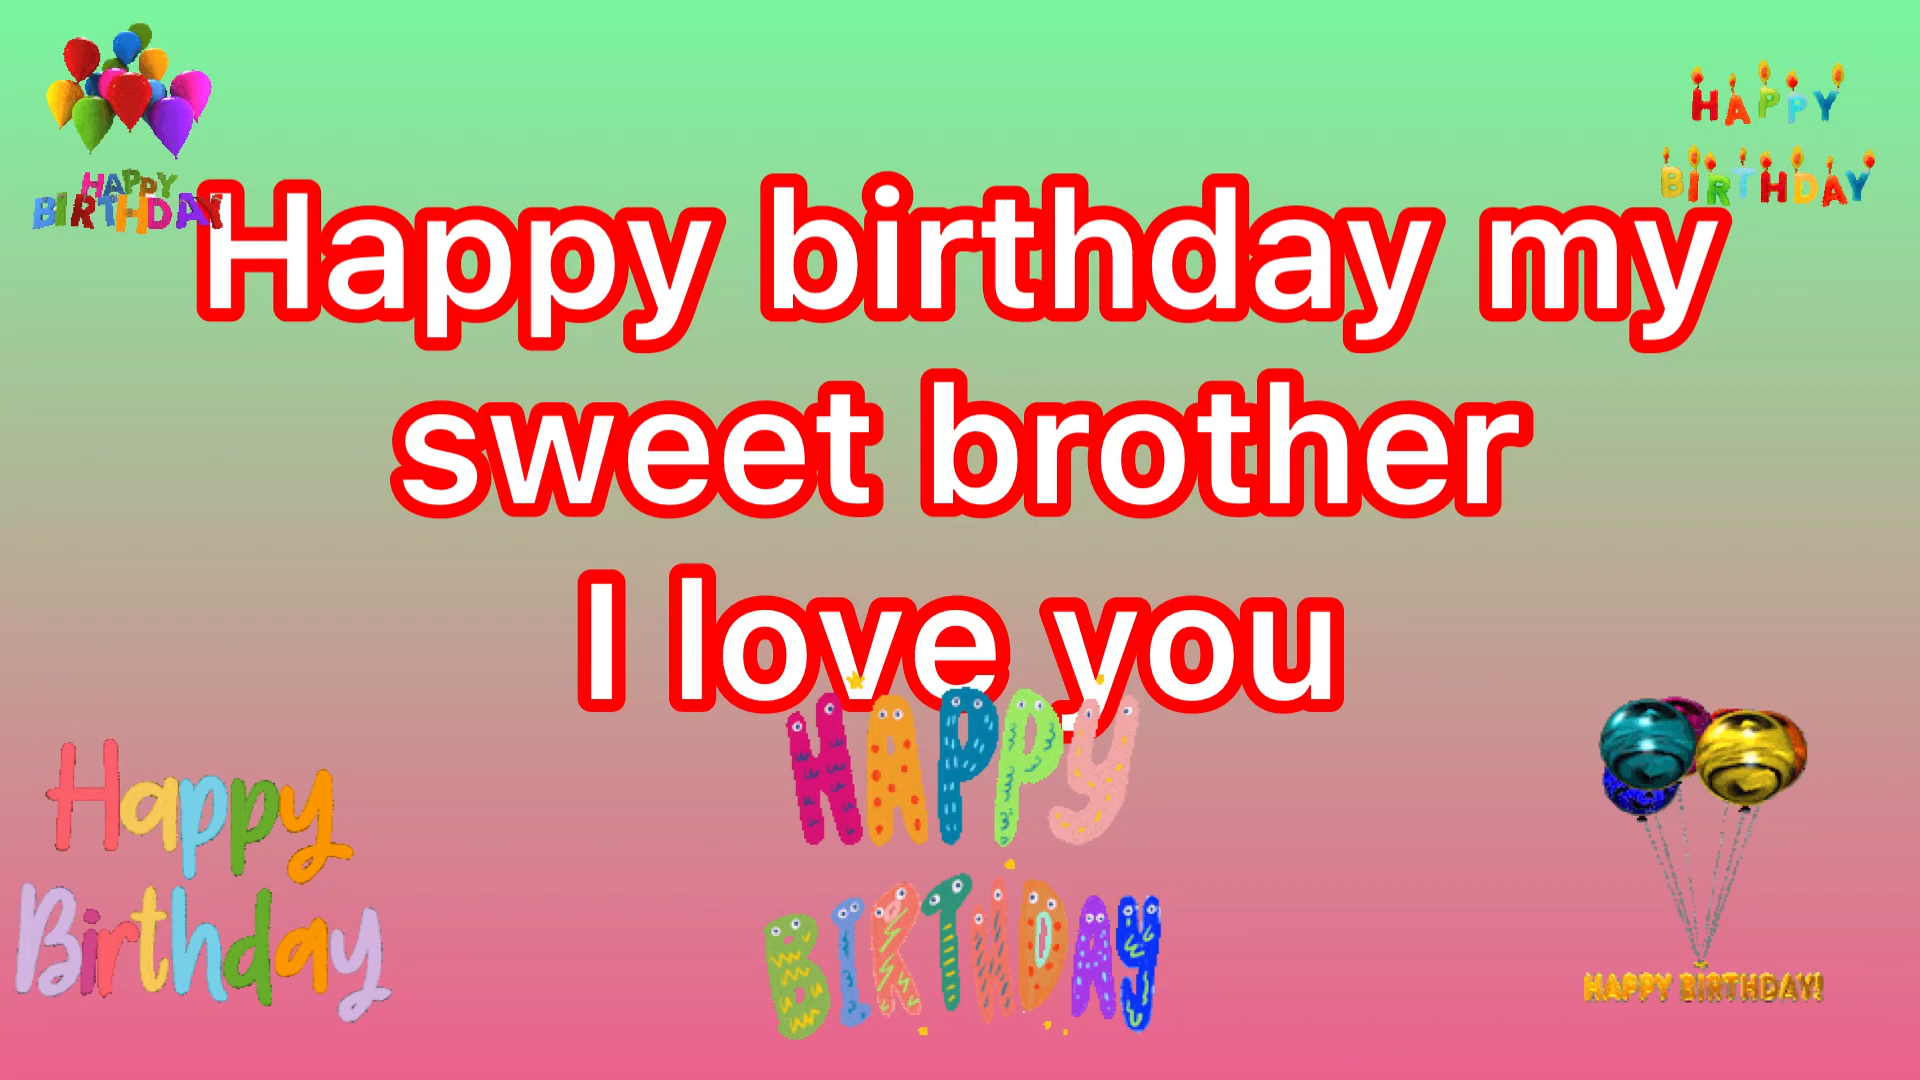 HAPPY
BIRTHDAY
HAPPY
BIRTHDAY
Happy birthday my
sweet brother
I love you
Happy
Birthday
HAPPY
BIRTHDAY
HAPPY BIRTHDAY!